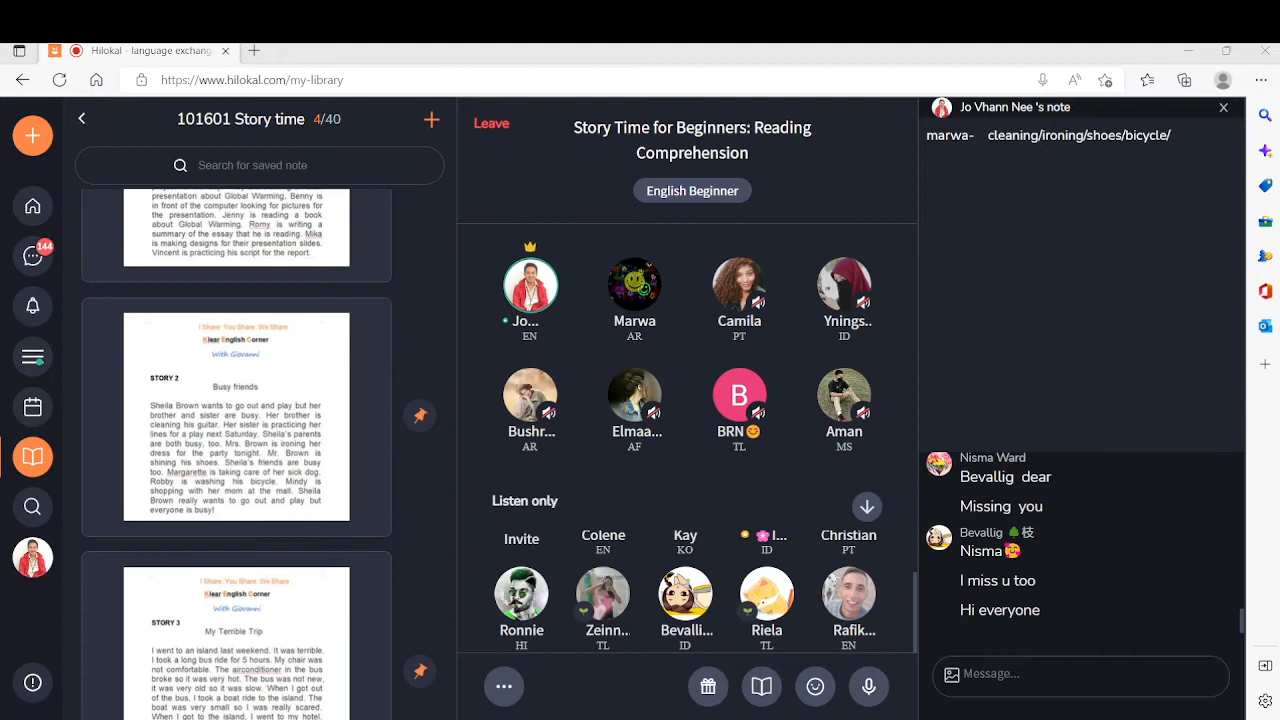 Hilokal - language exchang
https://www.hilokal.com/my-library
144
101601 Story time 4/40
Search for saved note
presentation about Global Warming. Benny is
in front of the computer looking for pictures for
the presentation. Jenny is reading a book
about Global Warming. Romy is writing a
summary of the essay that he is reading. Mika
is making designs for their presentation slides.
Vincent is practicing his script for the report.
I Share You Share We Share
Klear English Corner
With Giovanni
STORY 2
Busy friends
Sheila Brown wants to go out and play but her
brother and sister are busy. Her brother is
cleaning his guitar. Her sister is practicing her
lines for a play next Saturday. Sheila's parents
are both busy, too. Mrs. Brown is ironing her
dress for the party tonight. Mr. Brown is
shining his shoes. Sheila's friends are busy
too. Margarette is taking care of her sick dog.
Robby is washing his bicycle. Mindy is
shopping with her mom at the mall. Sheila
Brown really wants to go out and play but
everyone is busy!
I Share You Share We Share
Klear English Corner
With Giovanni
STORY 3
My Terrible Trip
I went to an island last weekend. It was terrible.
I took a long bus ride for 5 hours. My chair was
not comfortable. The airconditioner in the bus
broke so it was very hot. The bus was not new,
it was very old so it was slow. When I got out
of the bus, I took a boat ride to the island. The
boat was very small so I was really scared.
When I got to the island, I went to my hotel.
Leave
Story Time for Beginners: Reading
Comprehension
English Beginner
Jo... Marwa Camila Ynings..
EN AR PT ID
B
Bushr... Elmaa... BRN😊 Aman
AR AF TL MS
Listen only
Invite Colene Kay I... Christian
EN KO ID PT
Ronnie Zeinn... Bevalli... Riela Rafik...
HI TL ID TL EN
Jo Vhann Nee 's note
marwa- cleaning/ironing/shoes/bicycle/
Nisma Ward
Bevallig dear
Missing you
Bevallig 🌲枝
Nisma🥰
I miss u too
Hi everyone
Message...